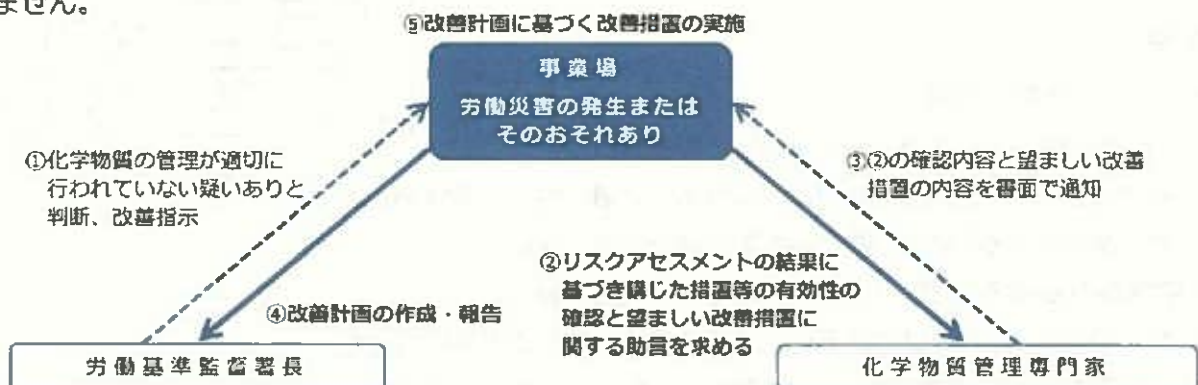 ません。
⑤改善計画に基づく改善措置の実施
事業場
労働災害の発生または
そのおそれあり
①化学物質の管理が適切に
行われていない疑いありと
判断、改善指示
③②の確認内容と望ましい改善
措置の内容を書面で通知
②リスクアセスメントの結果に
基づき講じた措置等の有効性の
確認と望ましい改善措置に
関する助言を求める
④改善計画の作成・報告
労働基準監督署長
化学物質管理専門家